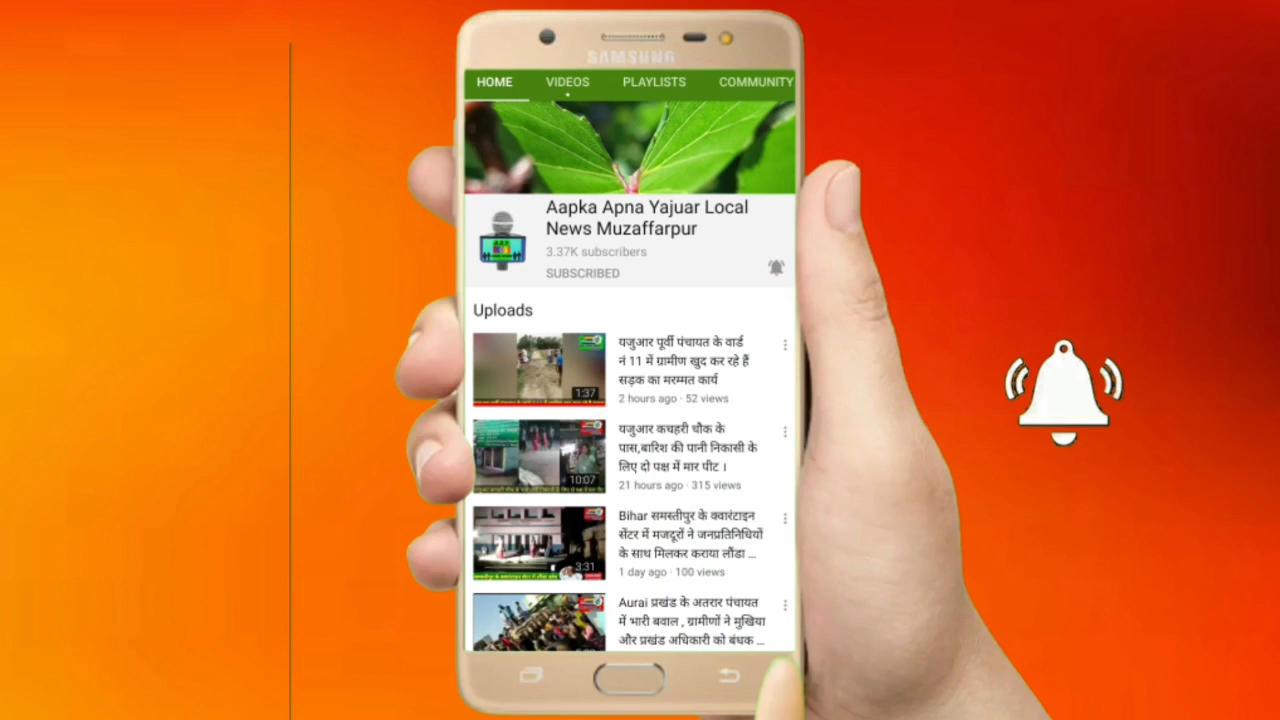 SAMSUNG
HOME VIDEOS PLAYLISTS COMMUNITY
Aapka Apna Yajuar Local
News Muzaffarpur
3.37K subscribers
SUBSCRIBED
Uploads
यजुआर पूर्वी पंचायत के वार्ड
नं 11 में ग्रामीण खुद कर रहे हैं
सड़क का मरम्मत कार्य
2 hours ago · 52 views
1:37
यजुआर कचहरी चौक के
पास,बारिश की पानी निकासी के
लिए दो पक्ष में मार पीट ।
21 hours ago · 315 views
10:07
Bihar समस्तीपुर के क्वारंटाइन
सेंटर में मजदूरों ने जनप्रतिनिधियों
के साथ मिलकर कराया लौंडा ...
1 day ago · 100 views
3:31
Aurai प्रखंड के अतरार पंचायत
में भारी बवाल , ग्रामीणों ने मुखिया
और प्रखंड अधिकारी को बंधक ...